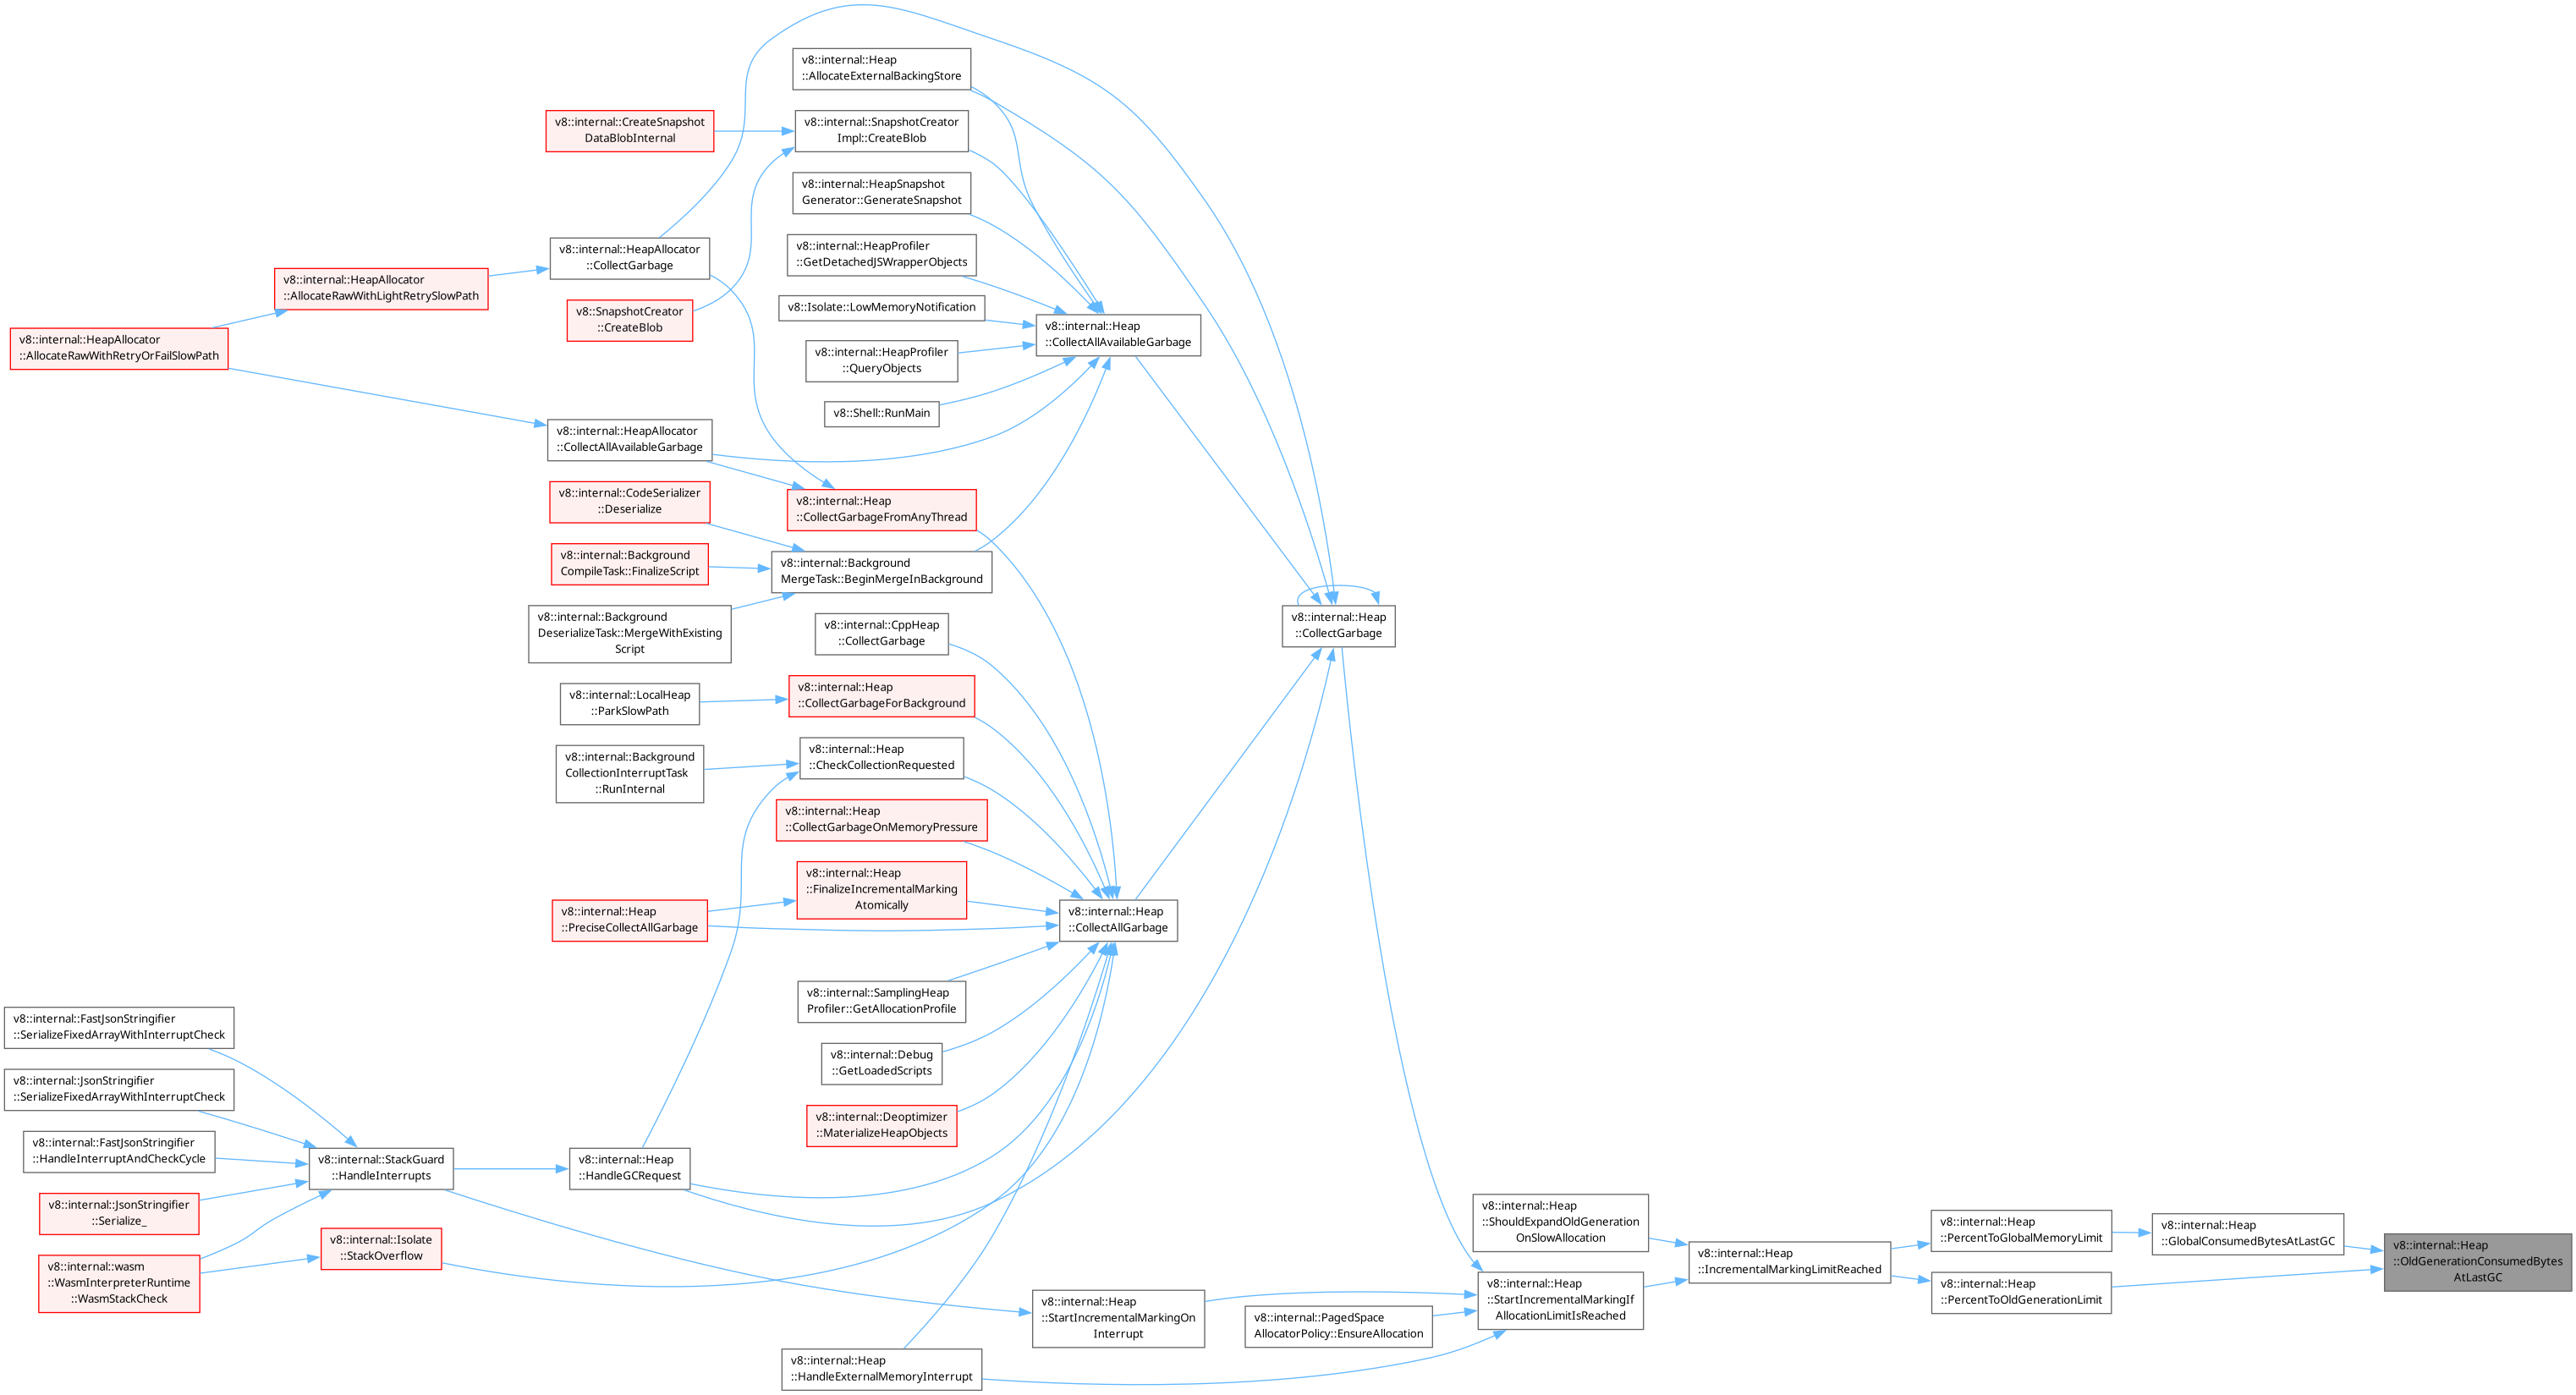 v8::internal::Heap
::AllocateExternalBackingStore
v8::internal::CreateSnapshot
DataBlobInternal
v8::internal::SnapshotCreator
Impl::CreateBlob
v8::internal::HeapSnapshot
Generator::GenerateSnapshot
v8::internal::HeapProfiler
::GetDetachedJSWrapperObjects
v8::internal::HeapAllocator
::CollectGarbage
v8::internal::HeapAllocator
::AllocateRawWithLightRetrySlowPath
v8::Isolate::LowMemoryNotification
v8::SnapshotCreator
::CreateBlob
v8::internal::Heap
::CollectAllAvailableGarbage
v8::internal::HeapAllocator
::AllocateRawWithRetryOrFailSlowPath
v8::internal::HeapProfiler
::QueryObjects
v8::Shell::RunMain
v8::internal::HeapAllocator
::CollectAllAvailableGarbage
v8::internal::CodeSerializer
::Deserialize
v8::internal::Heap
::CollectGarbageFromAnyThread
v8::internal::Background
CompileTask::FinalizeScript
v8::internal::Background
MergeTask::BeginMergeInBackground
v8::internal::Background
DeserializeTask::MergeWithExisting
Script
v8::internal::CppHeap
::CollectGarbage
v8::internal::Heap
::CollectGarbage
v8::internal::LocalHeap
::ParkSlowPath
v8::internal::Heap
::CollectGarbageForBackground
v8::internal::Background
CollectionInterruptTask
::RunInternal
v8::internal::Heap
::CheckCollectionRequested
v8::internal::Heap
::CollectGarbageOnMemoryPressure
v8::internal::Heap
::FinalizeIncrementalMarking
Atomically
v8::internal::Heap
::PreciseCollectAllGarbage
v8::internal::Heap
::CollectAllGarbage
v8::internal::SamplingHeap
Profiler::GetAllocationProfile
v8::internal::FastJsonStringifier
::SerializeFixedArrayWithInterruptCheck
v8::internal::Debug
::GetLoadedScripts
v8::internal::JsonStringifier
::SerializeFixedArrayWithInterruptCheck
v8::internal::Deoptimizer
::MaterializeHeapObjects
v8::internal::FastJsonStringifier
::HandleInterruptAndCheckCycle
v8::internal::StackGuard
::HandleInterrupts
v8::internal::Heap
::HandleGCRequest
v8::internal::JsonStringifier
::Serialize_
v8::internal::Isolate
::StackOverflow
v8::internal::wasm
::WasmInterpreterRuntime
::WasmStackCheck
v8::internal::Heap
::ShouldExpandOldGeneration
OnSlowAllocation
v8::internal::Heap
::PercentToGlobalMemoryLimit
v8::internal::Heap
::GlobalConsumedBytesAtLastGC
v8::internal::Heap
::OldGenerationConsumedBytes
AtLastGC
v8::internal::Heap
::IncrementalMarkingLimitReached
v8::internal::Heap
::PercentToOldGenerationLimit
v8::internal::Heap
::StartIncrementalMarkingIf
AllocationLimitIsReached
v8::internal::Heap
::StartIncrementalMarkingOn
Interrupt
v8::internal::PagedSpace
AllocatorPolicy::EnsureAllocation
v8::internal::Heap
::HandleExternalMemoryInterrupt